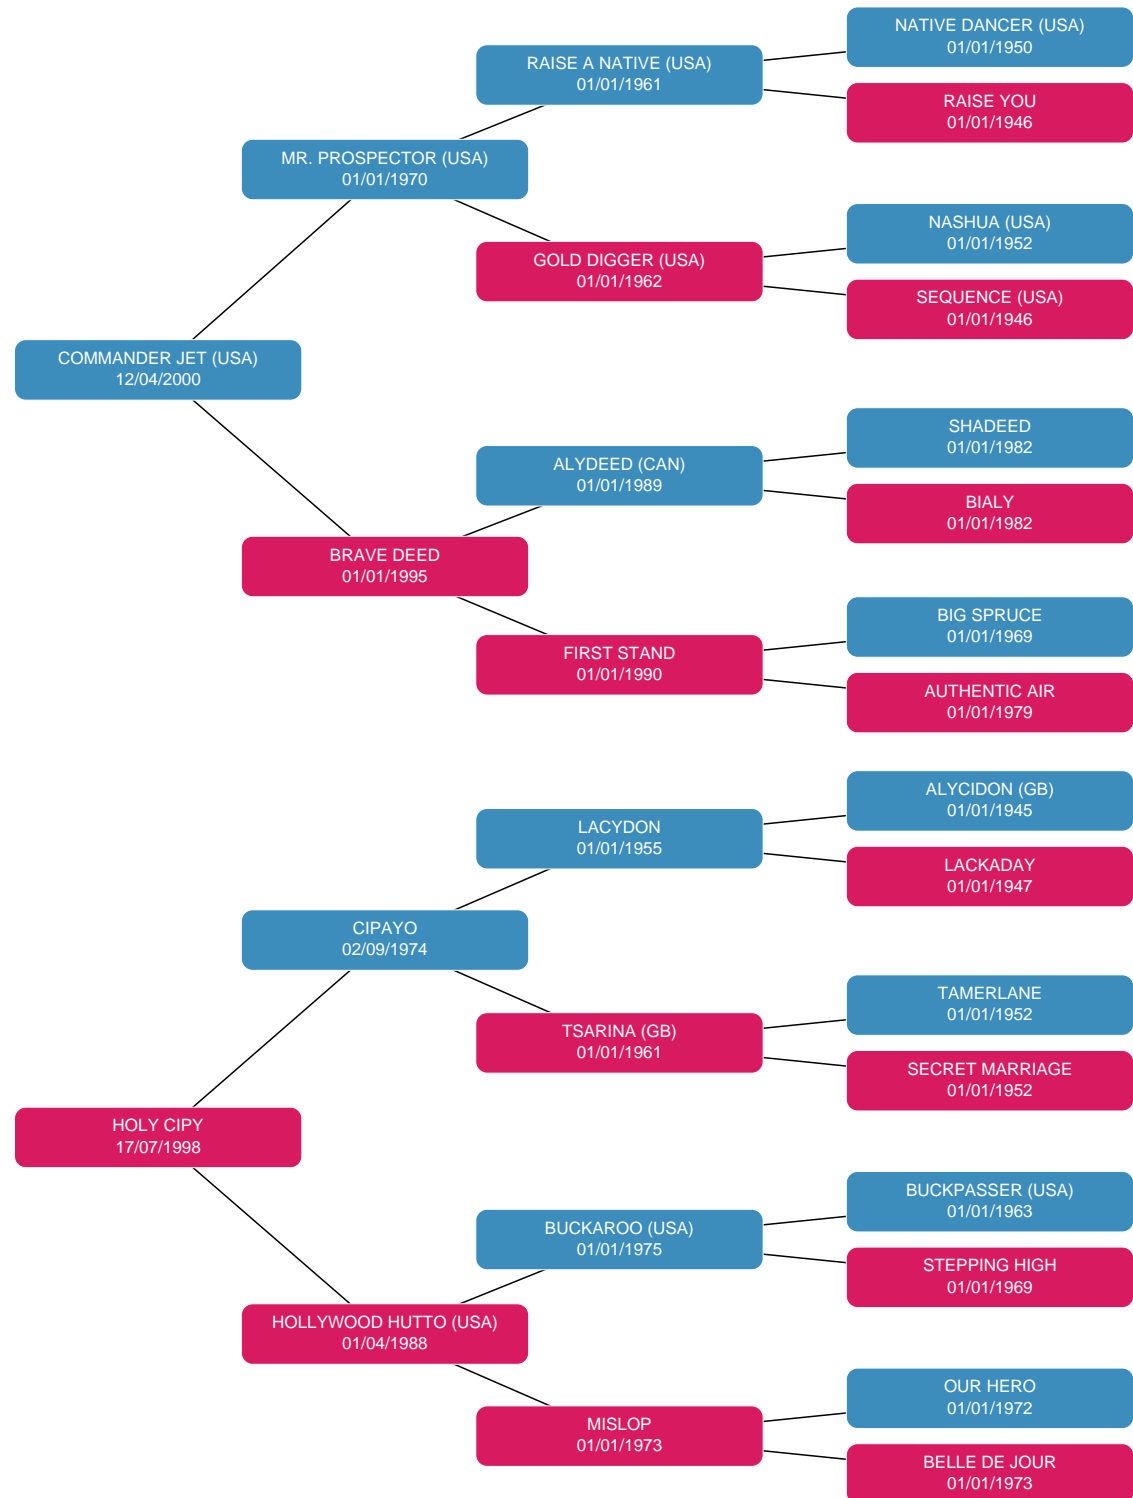 NATIVE DANCER (USA)
01/01/1950
RAISE A NATIVE (USA)
01/01/1961
RAISE YOU
01/01/1946
MR. PROSPECTOR (USA)
01/01/1970
NASHUA (USA)
01/01/1952
GOLD DIGGER (USA)
01/01/1962
SEQUENCE (USA)
01/01/1946
COMMANDER JET (USA)
12/04/2000
SHADEED
01/01/1982
ALYDEED (CAN)
01/01/1989
BIALY
01/01/1982
BRAVE DEED
01/01/1995
BIG SPRUCE
01/01/1969
FIRST STAND
01/01/1990
AUTHENTIC AIR
01/01/1979
ALYCIDON (GB)
01/01/1945
LACYDON
01/01/1955
LACKADAY
01/01/1947
CIPAYO
02/09/1974
TAMERLANE
01/01/1952
TSARINA (GB)
01/01/1961
SECRET MARRIAGE
01/01/1952
HOLY CIPY
17/07/1998
BUCKPASSER (USA)
01/01/1963
BUCKAROO (USA)
01/01/1975
STEPPING HIGH
01/01/1969
HOLLYWOOD HUTTO (USA)
01/04/1988
OUR HERO
01/01/1972
MISLOP
01/01/1973
BELLE DE JOUR
01/01/1973